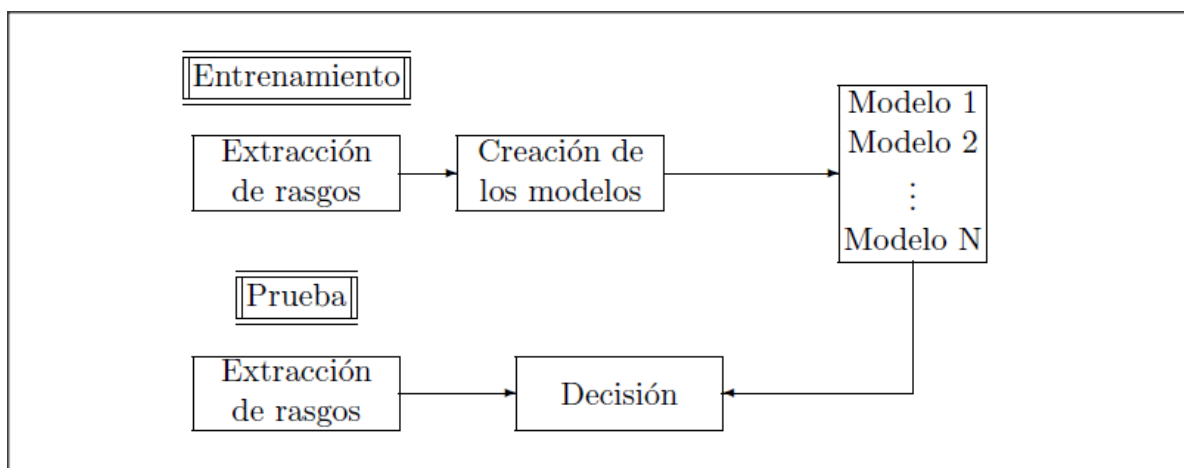 Entrenamiento
Extracción
de rasgos
Creación de
los modelos
Modelo 1
Modelo 2
⋮
Modelo N
Prueba
Extracción
de rasgos
Decisión